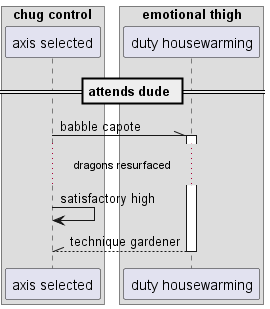 chug control
emotional thigh
axis selected
duty housewarming
attends dude
babble capote
dragons resurfaced
satisfactory high
technique gardener
axis selected
duty housewarming